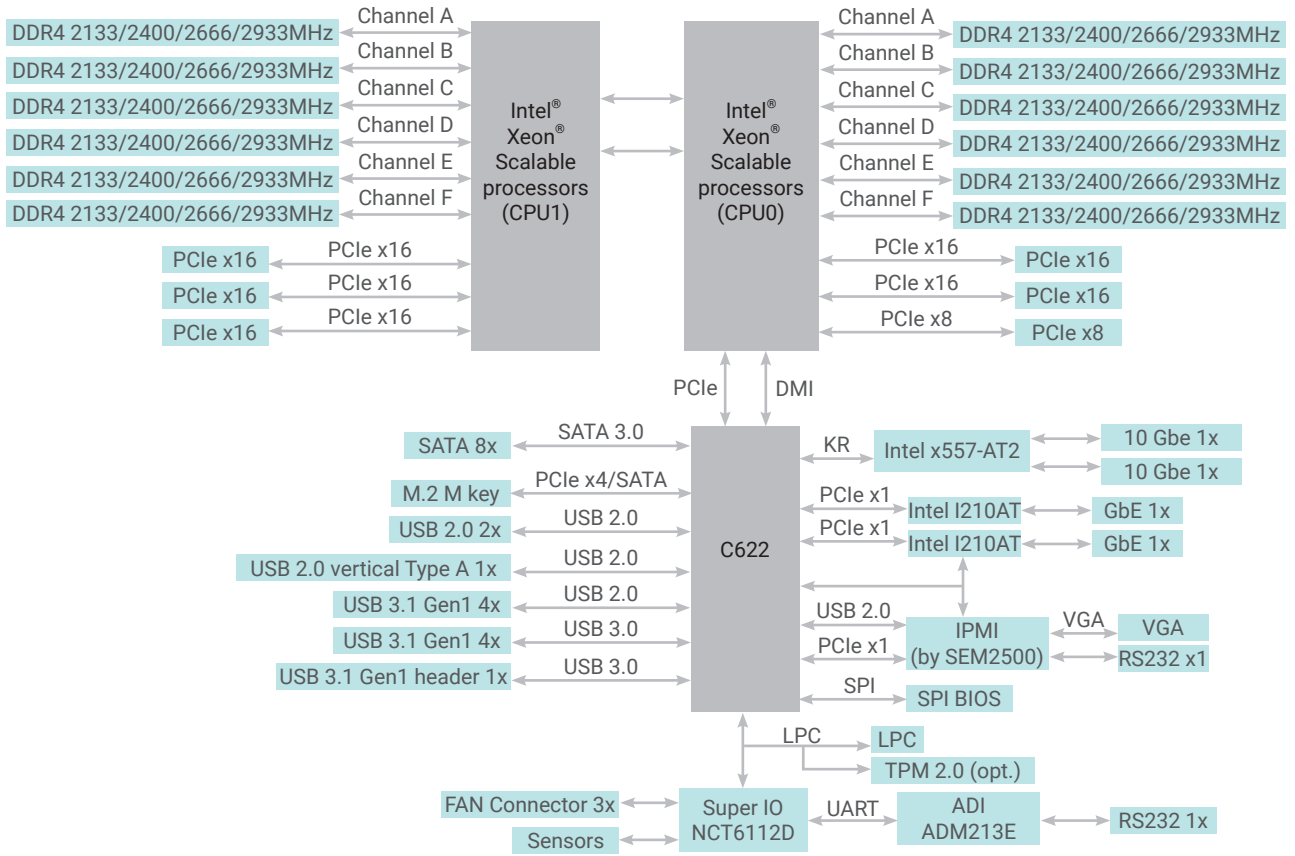 Channel A
DDR4 2133/2400/2666/2933MHz
Channel B
DDR4 2133/2400/2666/2933MHz
Channel C
DDR4 2133/2400/2666/2933MHz
Channel D
DDR4 2133/2400/2666/2933MHz
Channel E
DDR4 2133/2400/2666/2933MHz
Channel F
DDR4 2133/2400/2666/2933MHz
PCIe x16
PCIe x16
PCIe x16
PCIe x16
PCIe x16
PCIe x16
Intel®
Xeon®
Scalable
processors
(CPU1)
Intel®
Xeon®
Scalable
processors
(CPU0)
Channel A
DDR4 2133/2400/2666/2933MHz
Channel B
DDR4 2133/2400/2666/2933MHz
Channel C
DDR4 2133/2400/2666/2933MHz
Channel D
DDR4 2133/2400/2666/2933MHz
Channel E
DDR4 2133/2400/2666/2933MHz
Channel F
DDR4 2133/2400/2666/2933MHz
PCIe x16
PCIe x16
PCIe x16
PCIe x16
PCIe x8
PCIe x8
PCIe
DMI
SATA 8x
SATA 3.0
M.2 M key
PCIe x4/SATA
USB 2.0 2x
USB 2.0
USB 2.0 vertical Type A 1x
USB 2.0
USB 3.1 Gen1 4x
USB 2.0
USB 3.1 Gen1 4x
USB 3.0
USB 3.1 Gen1 header 1x
USB 3.0
C622
KR
Intel x557-AT2
10 Gbe 1x
10 Gbe 1x
PCIe x1
Intel I210AT
GbE 1x
PCIe x1
Intel I210AT
GbE 1x
USB 2.0
PCIe x1
IPMI
(by SEM2500)
VGA
VGA
RS232 x1
SPI
SPI BIOS
LPC
LPC
TPM 2.0 (opt.)
FAN Connector 3x
Sensors
Super IO
NCT6112D
UART
ADI
ADM213E
RS232 1x